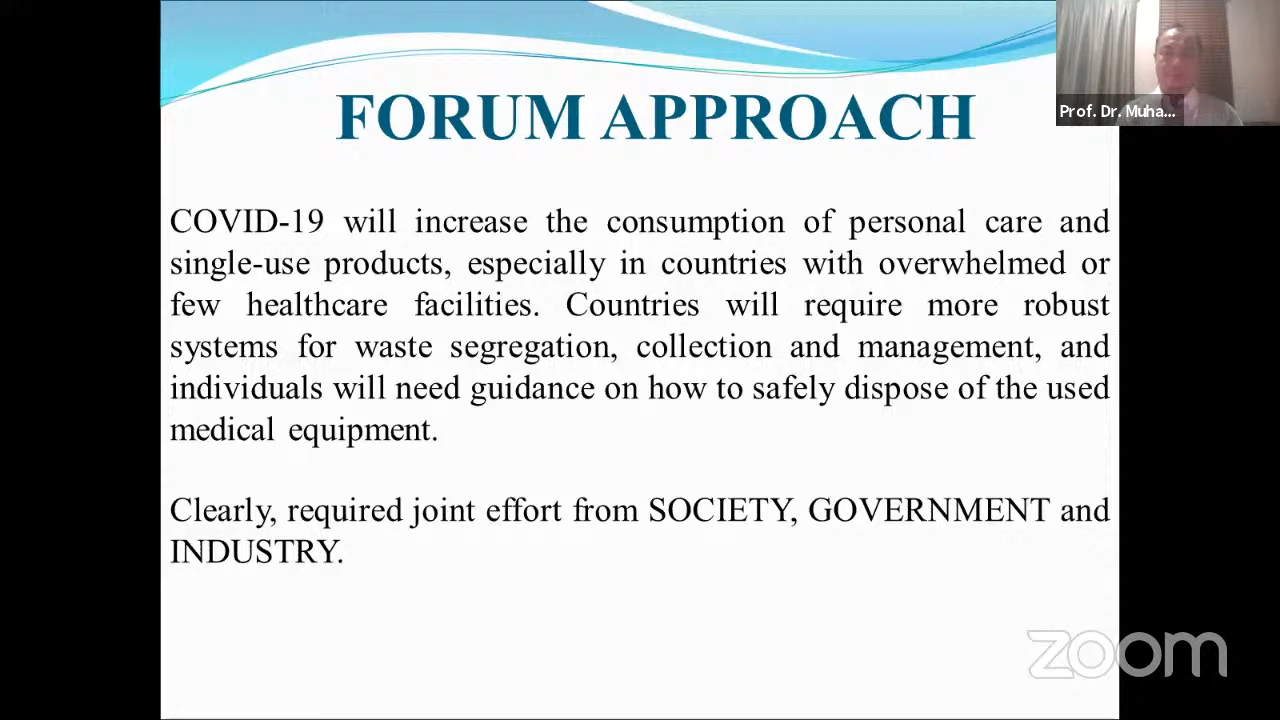 FORUM APPROACH
Prof. Dr. Muha...
COVID-19 will increase the consumption of personal care and
single-use products, especially in countries with overwhelmed or
few healthcare facilities. Countries will require more robust
systems for waste segregation, collection and management, and
individuals will need guidance on how to safely dispose of the used
medical equipment.
Clearly, required joint effort from SOCIETY, GOVERNMENT and
INDUSTRY.
zoom